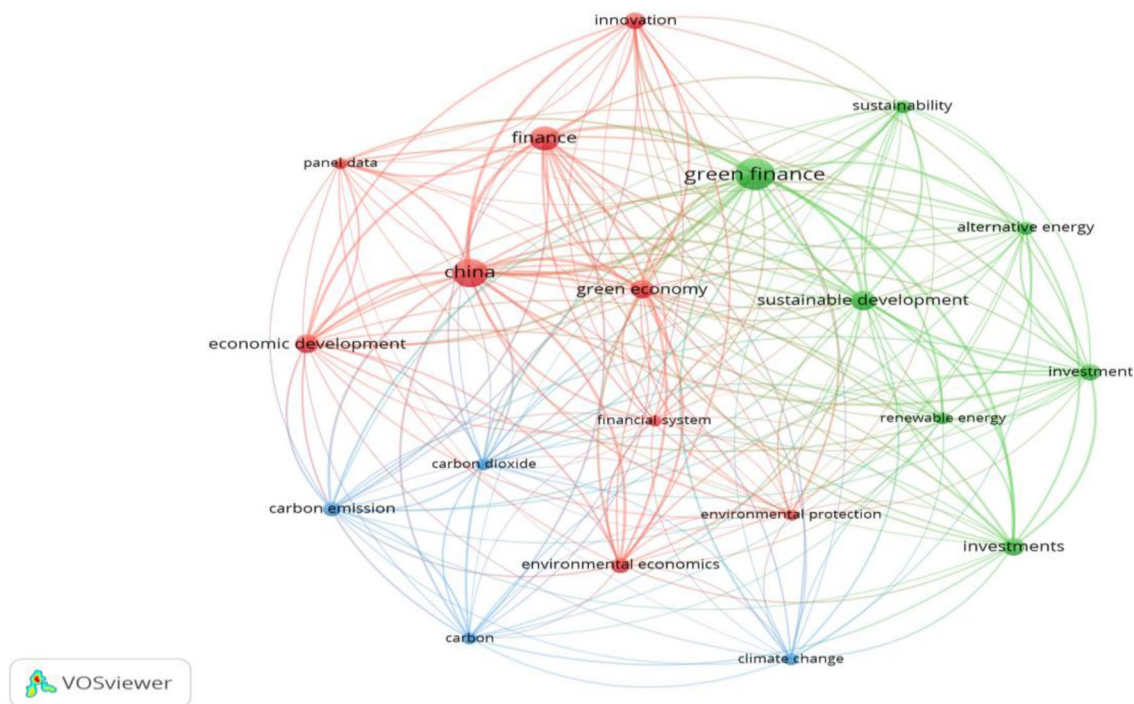 innovation
sustainability
finance
panel data
green finance
alternative energy
china
green economy
sustainable development
economic development
investment
financial system
renewable energy
carbon dioxide
carbon emission
environmental protection
investments
environmental economics
carbon
climate change
VOSviewer